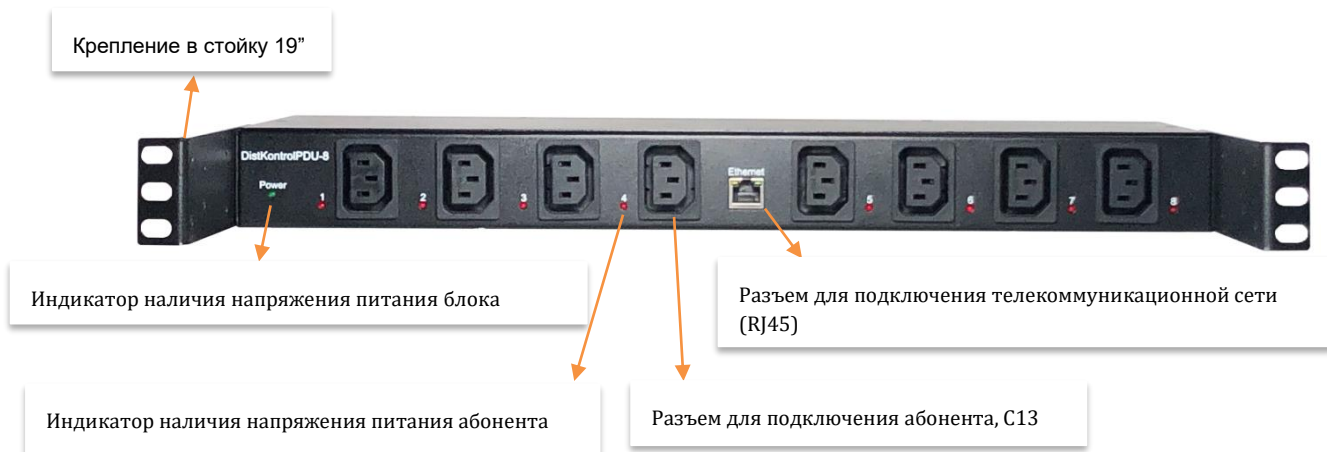 Крепление в стойку 19”
DistKontrolPDU-8
Power
Ethernet
1
2
3
4
5
6
7
8
Индикатор наличия напряжения питания блока
Разъем для подключения телекоммуникационной сети
(RJ45)
Индикатор наличия напряжения питания абонента
Разъем для подключения абонента, C13